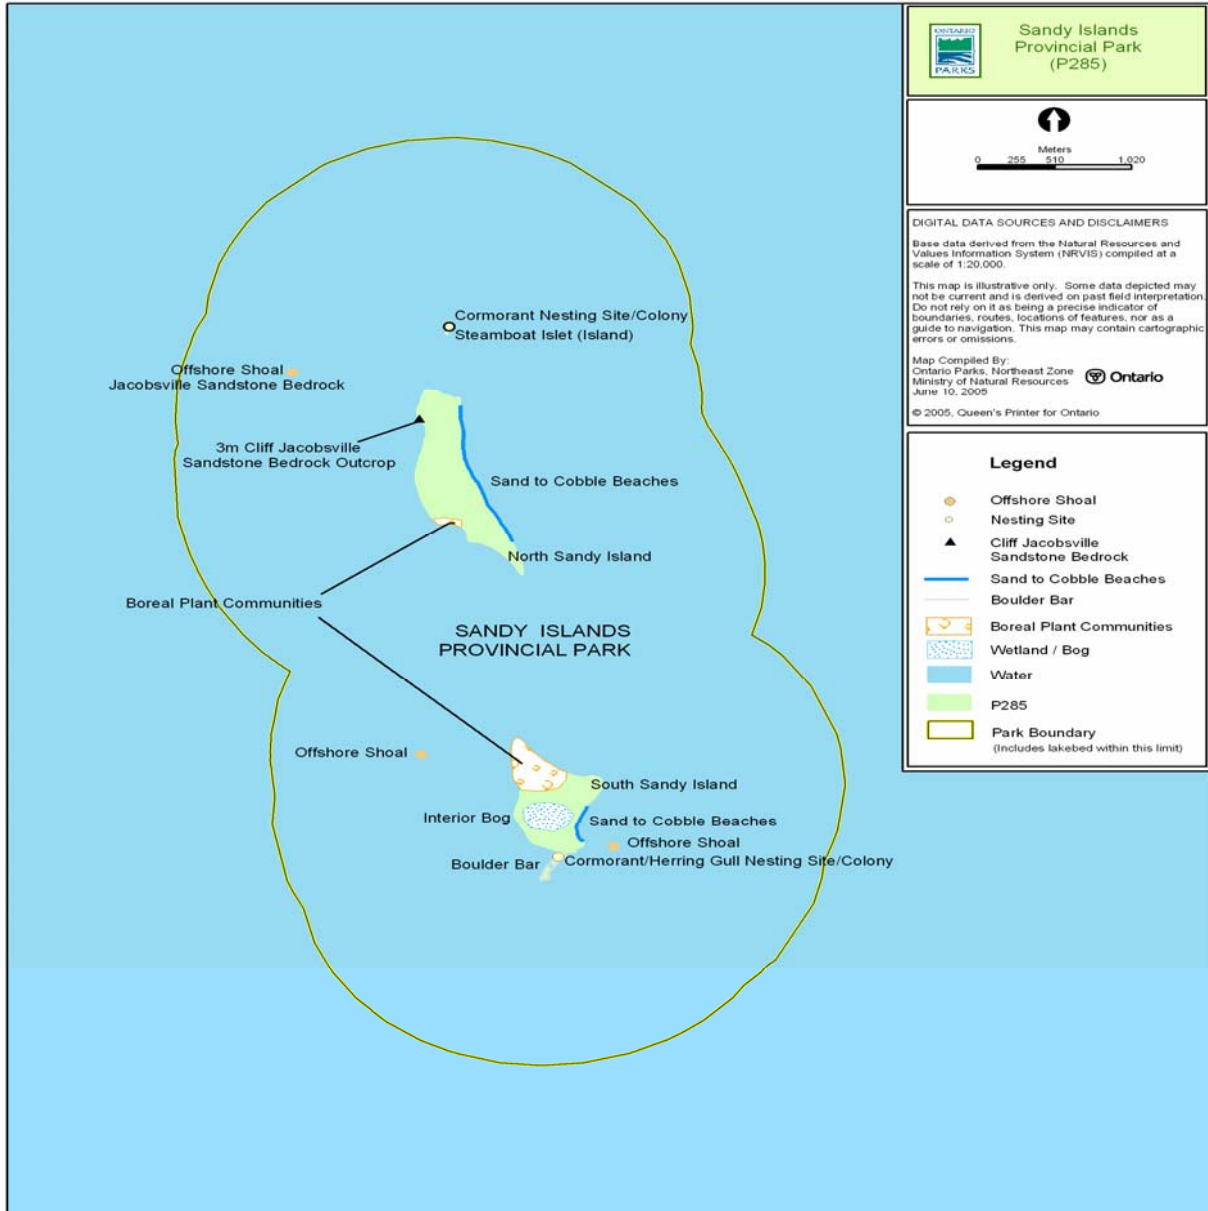 ONTARIO
PARKS
Sandy Islands
Provincial Park
(P285)
Meters
0 255 510 1,020
DIGITAL DATA SOURCES AND DISCLAIMERS
Base data derived from the Natural Resources and
Values Information System (NRVIS) compiled at a
scale of 1:20,000.
This map is illustrative only. Some data depicted may
not be current and is derived on past field interpretation.
Do not rely on it as being a precise indicator of
boundaries, routes, locations of features, nor as a
guide to navigation. This map may contain cartographic
errors or omissions.
Map Compiled By:
Ontario Parks, Northeast Zone
Ministry of Natural Resources
June 10, 2005
Ontario
© 2005, Queen's Printer for Ontario
Legend
Offshore Shoal
Nesting Site
Cliff Jacobsville
Sandstone Bedrock
Sand to Cobble Beaches
Boulder Bar
Boreal Plant Communities
Wetland / Bog
Water
P285
Park Boundary
(Includes lakebed within this limit)
Cormorant Nesting Site/Colony
Steamboat Islet (Island)
Offshore Shoal
Jacobsville Sandstone Bedrock
3m Cliff Jacobsville
Sandstone Bedrock Outcrop
Sand to Cobble Beaches
North Sandy Island
Boreal Plant Communities
SANDY ISLANDS
PROVINCIAL PARK
Offshore Shoal
South Sandy Island
Interior Bog
Sand to Cobble Beaches
Offshore Shoal
Boulder Bar
Cormorant/Herring Gull Nesting Site/Colony